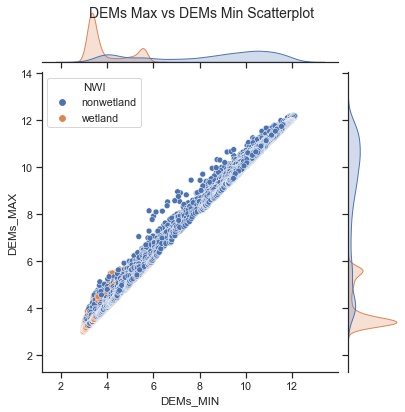 DEMs Max vs DEMs Min Scatterplot
NWI
nonwetland
wetland
14
12
10
8
6
4
2
DEMs_MAX
2 4 6 8 10 12
DEMs_MIN